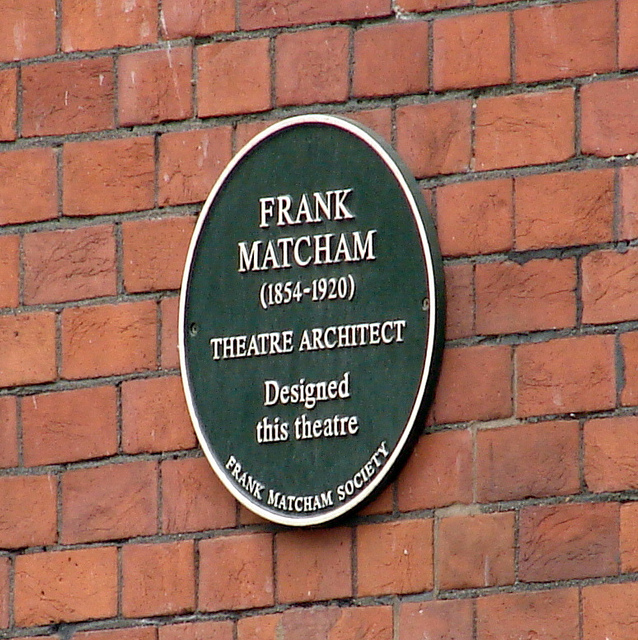 FRANK
MATCHAM
(1854-1920)
THEATRE ARCHITECT
Designed
this theatre
FRANK MATCHAM SOCIETY